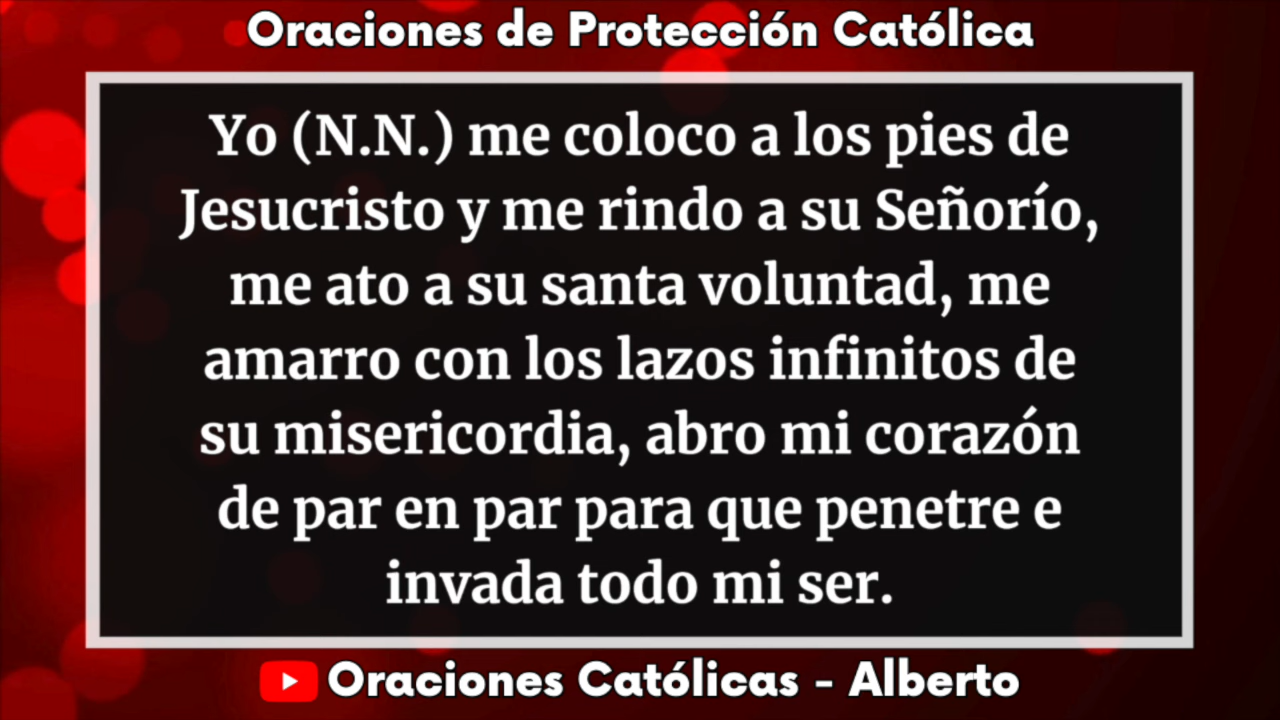 Oraciones de Protección Católica
Yo (N.N.) me coloco a los pies de
Jesucristo y me rindo a su Señorío,
me ato a su santa voluntad, me
amarro con los lazos infinitos de
su misericordia, abro mi corazón
de par en par para que penetre e
invada todo mi ser.
Oraciones Católicas - Alberto